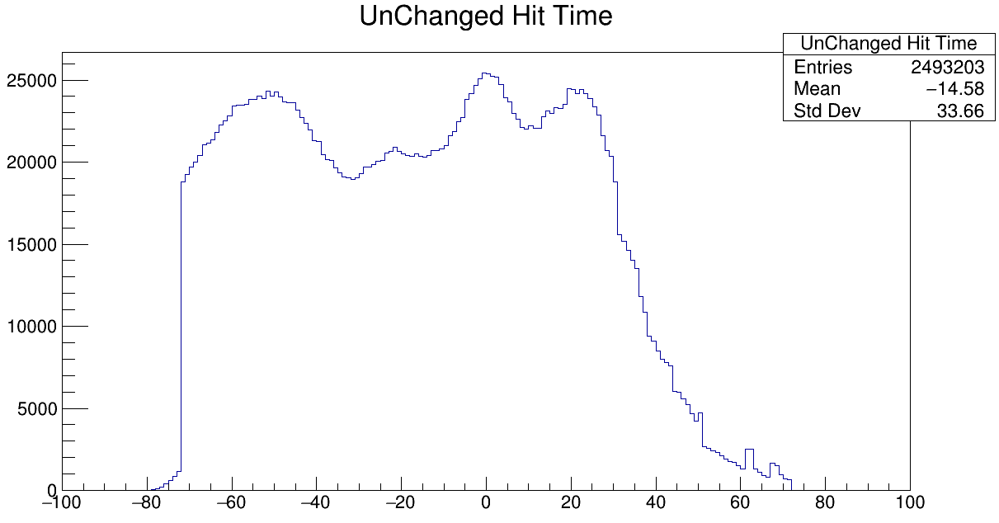 UnChanged Hit Time
UnChanged Hit Time
Entries 2493203
Mean −14.58
Std Dev 33.66
25000
20000
15000
10000
5000
0
−100 −80 −60 −40 −20 0 20 40 60 80 100